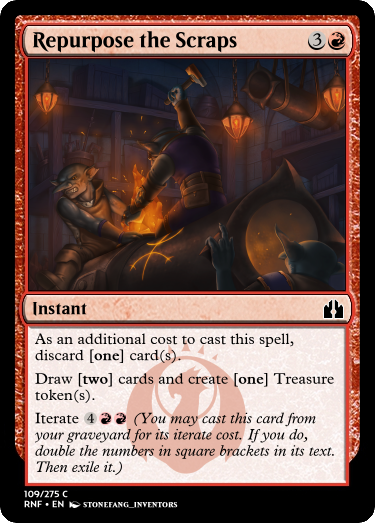 Repurpose the Scraps 3
Instant
As an additional cost to cast this spell,
discard [one] card(s).
Draw [two] cards and create [one] Treasure
token(s).
Iterate 4 (You may cast this card from
your graveyard for its iterate cost. If you do,
double the numbers in square brackets in its text.
Then exile it.)
109/275 C
RNF • EN STONEFANG_INVENTORS